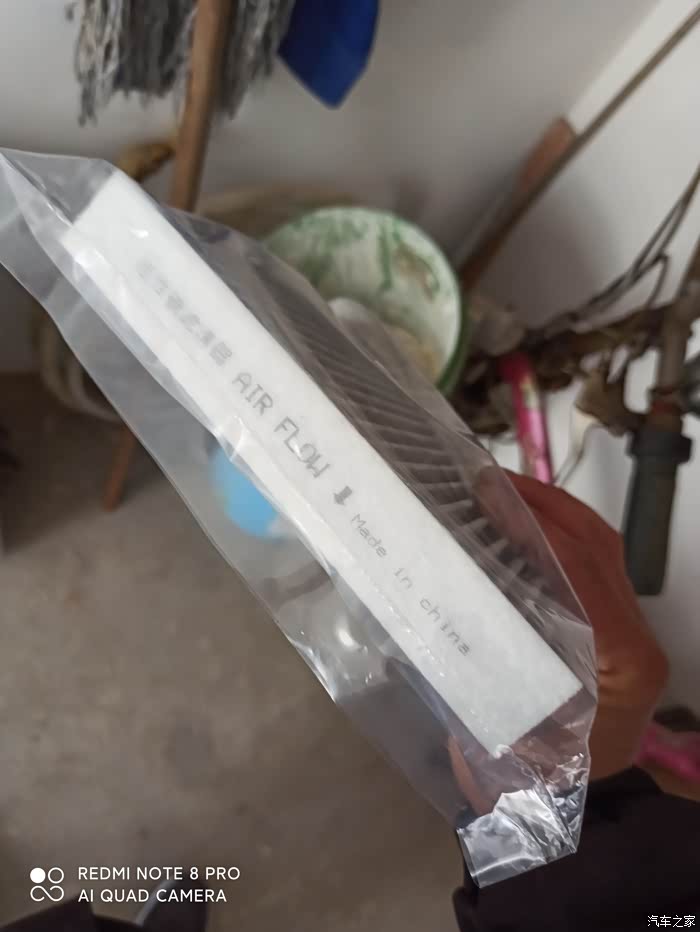 AIR FLOW
Made in china
REDMI NOTE 8 PRO
AI QUAD CAMERA
汽车之家